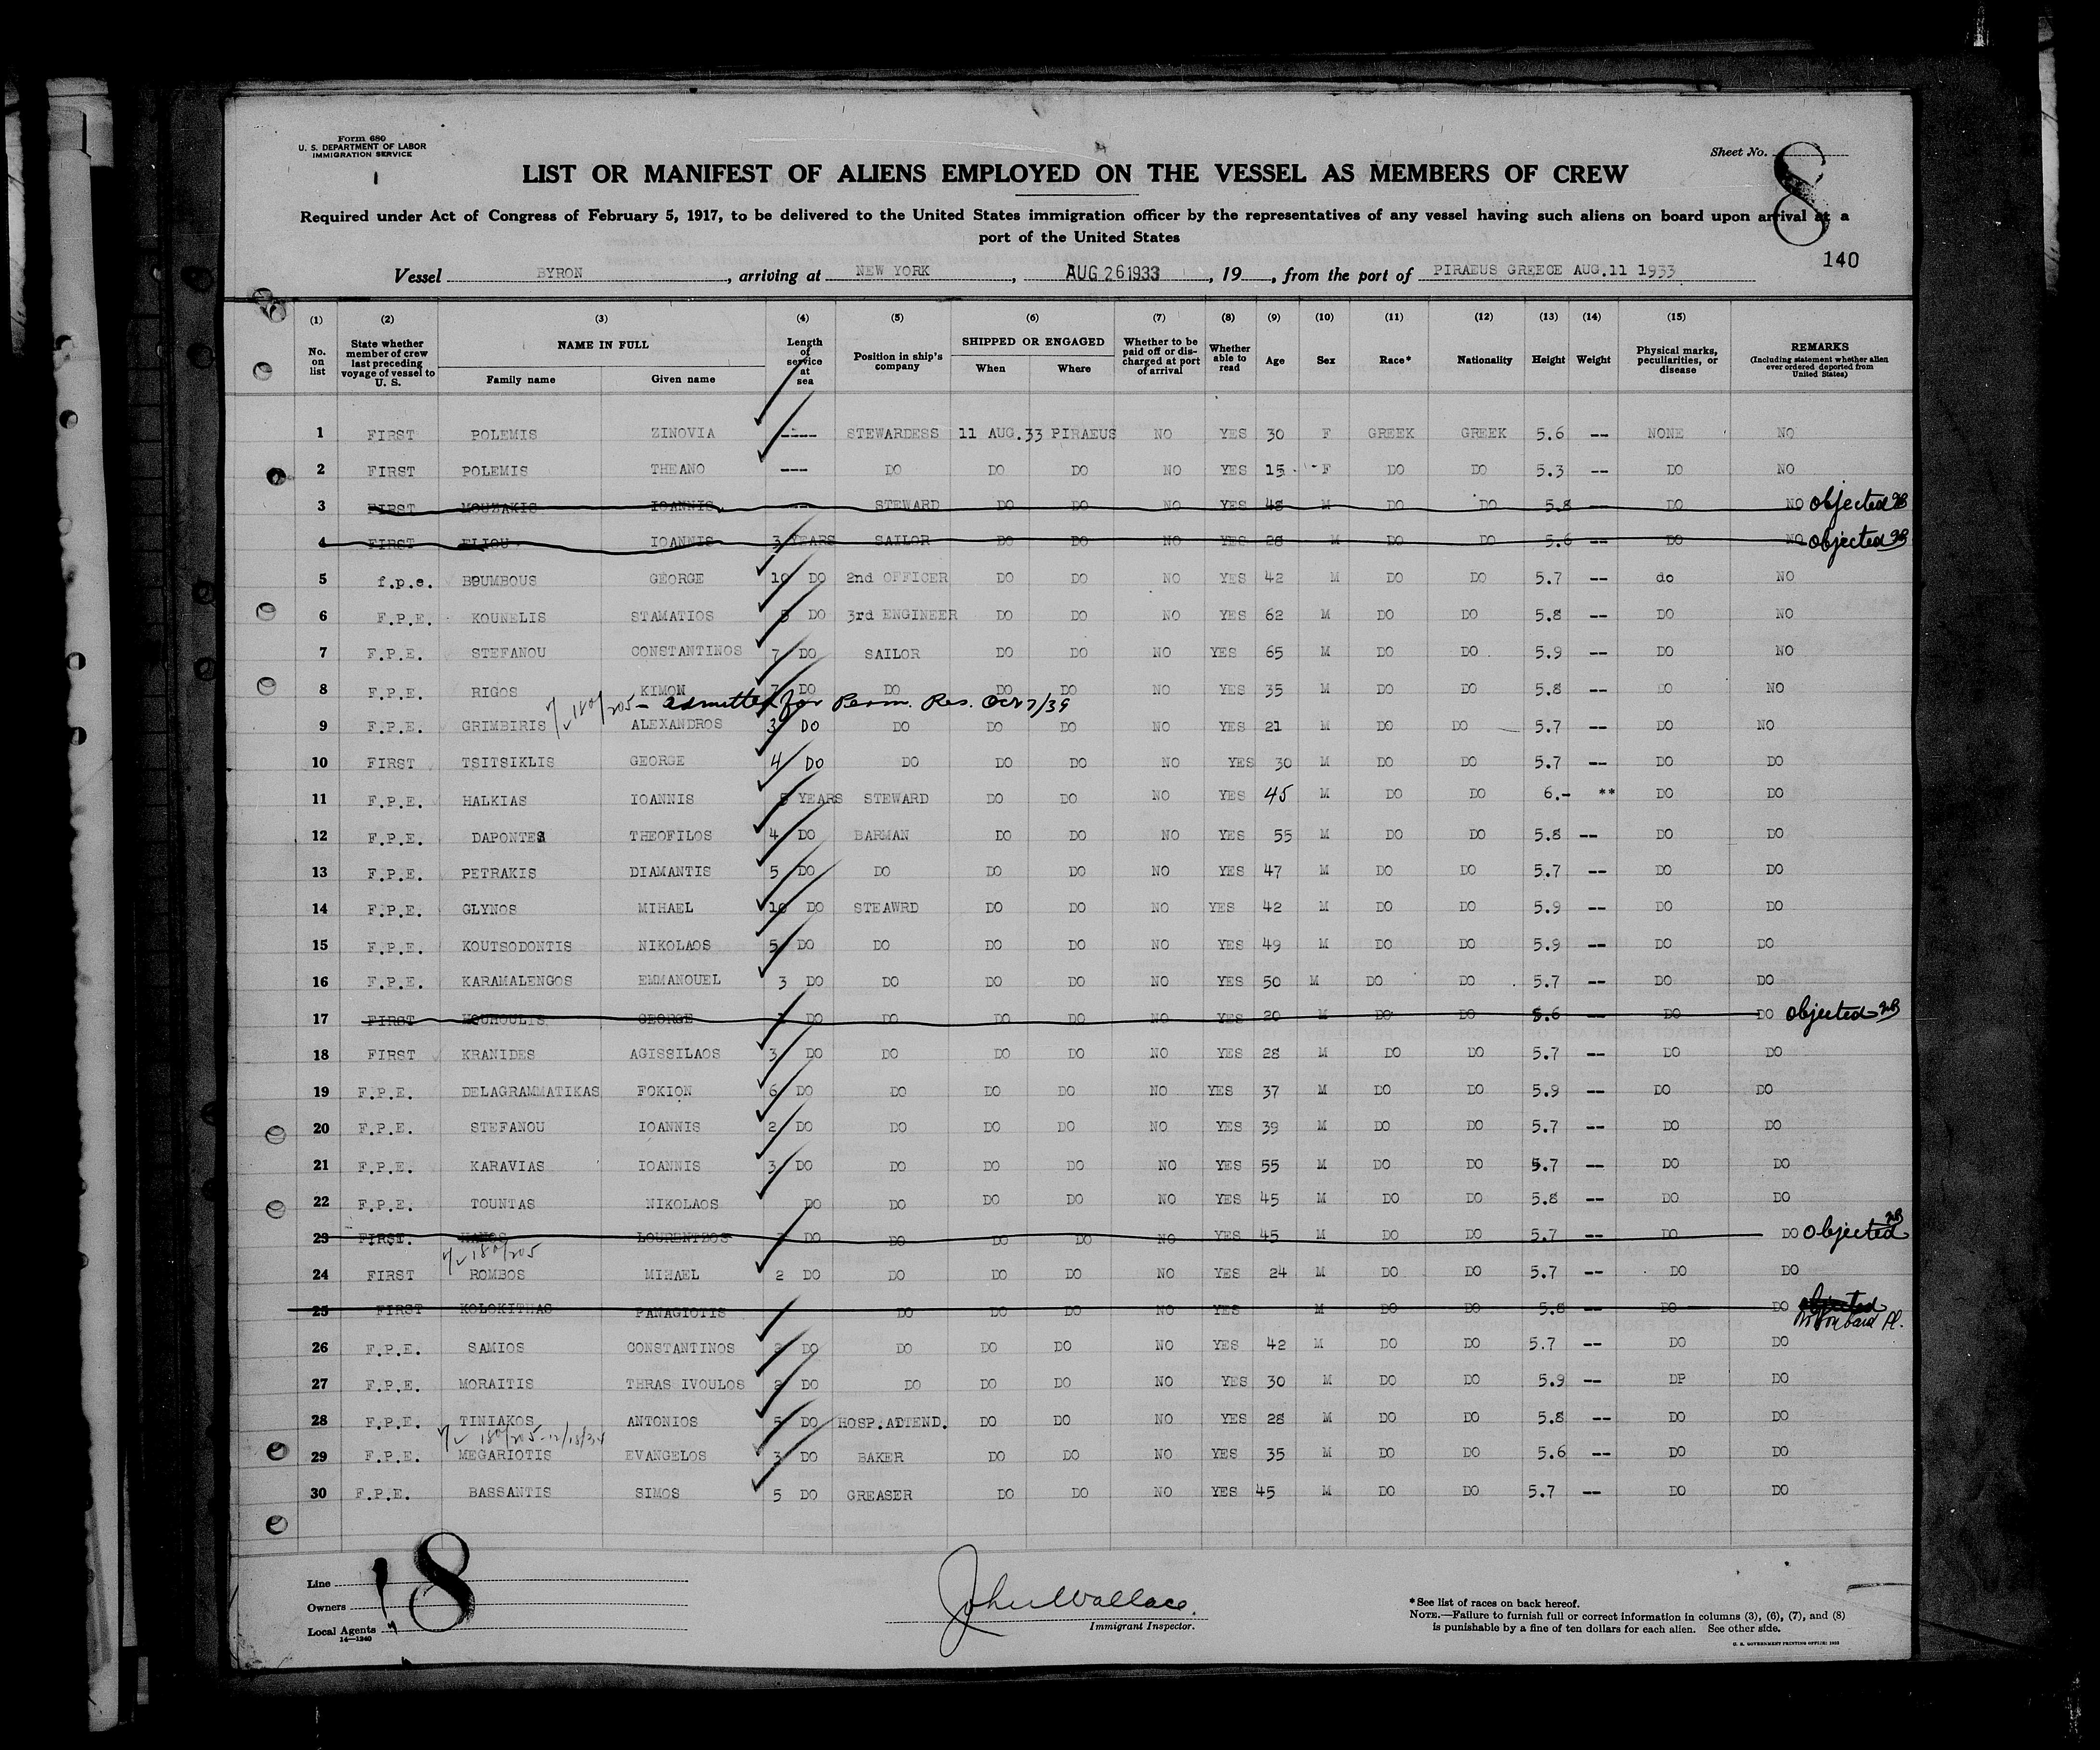 Form 680
U. S. DEPARTMENT OF LABOR
IMMIGRATION SERVICE
Sheet No. 8
LIST OR MANIFEST OF ALIENS EMPLOYED ON THE VESSEL AS MEMBERS OF CREW
Required under Act of Congress of February 5, 1917, to be delivered to the United States immigration officer by the representatives of any vessel having such aliens on board upon arrival at a
port of the United States
140
Vessel BYRON, arriving at NEW YORK, AUG 26 1933, 19, from the port of PIRAEUS GREECE AUG.11 1933
(1) No. on list (2) State whether member of crew last preceding voyage of vessel to U. S. (3) NAME IN FULL Family name Given name (4) Length of service at sea (5) Position in ship's company (6) SHIPPED OR ENGAGED When Where (7) Whether to be paid off or discharged at port of arrival (8) Whether able to read (9) Age (10) Sex (11) Race* (12) Nationality (13) Height (14) Weight (15) Physical marks, peculiarities, or disease REMARKS (Including statement whether alien ever ordered deported from United States)
1 FIRST POLEMIS ZINOVIA ---- STEWARDESS 11 AUG.33 PIRAEUS NO YES 30 F GREEK GREEK 5.6 -- NONE NO
2 FIRST POLEMIS THEANO --- DO DO DO NO YES 15 F DO DO 5.3 -- DO NO
3 FIRST MOUZAKIS IOANNIS --- STEWARD DO DO NO YES 48 M DO DO 5.8 -- DO NO objected
4 FIRST ELIOU IOANNIS 3 YEARS SAILOR DO DO NO YES 28 M DO DO 5.6 -- DO NO objected
5 f.p.e. BOUMBOUS GEORGE 10 DO 2nd OFFICER DO DO NO YES 42 M DO DO 5.7 -- do NO
6 F.P.E. KOUNELIS STAMATIOS DO 3rd ENGINEER DO DO NO YES 62 M DO DO 5.8 -- DO NO
7 F.P.E. STEFANOU CONSTANTINOS 7 DO SAILOR DO DO NO YES 65 M DO DO 5.9 -- DO NO
8 F.P.E. RIGOS KIMON 7 DO DO DO DO NO YES 35 M DO DO 5.8 -- DO NO
admitted for Perm. Res. Oct 7/39
9 F.P.E. GRIMBIRIS ALEXANDROS 3 DO DO DO DO NO YES 21 M DO DO 5.7 -- DO NO
10 FIRST TSITSIKLIS GEORGE 4 DO DO DO DO NO YES 30 M DO DO 5.7 -- DO DO
11 F.P.E. HALKIAS IOANNIS YEARS STEWARD DO DO NO YES 45 M DO DO 6.- ** DO DO
12 F.P.E. DAPONTES THEOFILOS 4 DO BARMAN DO DO NO YES 55 M DO DO 5.8 -- DO DO
13 F.P.E. PETRAKIS DIAMANTIS 5 DO DO DO DO NO YES 47 M DO DO 5.7 -- DO DO
14 F.P.E. GLYNOS MIHAEL 10 DO STEAWRD DO DO NO YES 42 M DO DO 5.9 -- DO DO
15 F.P.E. KOUTSODONTIS NIKOLAOS 5 DO DO DO DO NO YES 49 M DO DO 5.9 -- DO DO
16 F.P.E. KARAMALENGOS EMMANOUEL 3 DO DO DO DO NO YES 50 M DO DO 5.7 -- DO DO
17 FIRST GEORGE DO DO DO DO NO YES 20 M DO DO 5.6 -- DO DO objected
18 FIRST KRANIDES AGISSILAOS 3 DO DO DO DO NO YES 28 M DO DO 5.7 -- DO DO
19 F.P.E. DELAGRAMMATIKAS FOKION 6 DO DO DO DO NO YES 37 M DO DO 5.9 -- DO DO
20 F.P.E. STEFANOU IOANNIS 2 DO DO DO DO NO YES 39 M DO DO 5.7 -- DO DO
21 F.P.E. KARAVIAS IOANNIS 3 DO DO DO DO NO YES 55 M DO DO 5.7 -- DO DO
22 F.P.E. TOUNTAS NIKOLAOS DO DO DO DO NO YES 45 M DO DO 5.8 -- DO DO
23 FIRST. LOURENTZOS DO DO DO DO NO YES 45 M DO DO 5.7 -- DO DO objected
24 FIRST ROMBOS MIHAEL 2 DO DO DO DO NO YES 24 M DO DO 5.7 -- DO DO
25 FIRST KOLOKITHAS PANAGIOTIS DO DO DO NO YES M DO DO 5.8 -- DO DO objected
26 F.P.E. SAMIOS CONSTANTINOS DO DO DO DO NO YES 42 M DO DO 5.7 -- DO DO
27 F.P.E. MORAITIS THRASIVOULOS 2 DO DO DO DO NO YES 30 M DO DO 5.9 -- DP DO
28 F.P.E. TINIAKOS ANTONIOS 5 DO HOSP.ATTEND. DO DO NO YES 28 M DO DO 5.8 -- DO DO
29 F.P.E. MEGARIOTIS EVANGELOS 3 DO BAKER DO DO NO YES 35 M DO DO 5.6 -- DO DO
30 F.P.E. BASSANTIS SIMOS 5 DO GREASER DO DO NO YES 45 M DO DO 5.7 -- DO DO
Line
Owners
Local Agents
14—1240
18
John Wallace
Immigrant Inspector.
*See list of races on back hereof.
NOTE.—Failure to furnish full or correct information in columns (3), (6), (7), and (8)
is punishable by a fine of ten dollars for each alien. See other side.